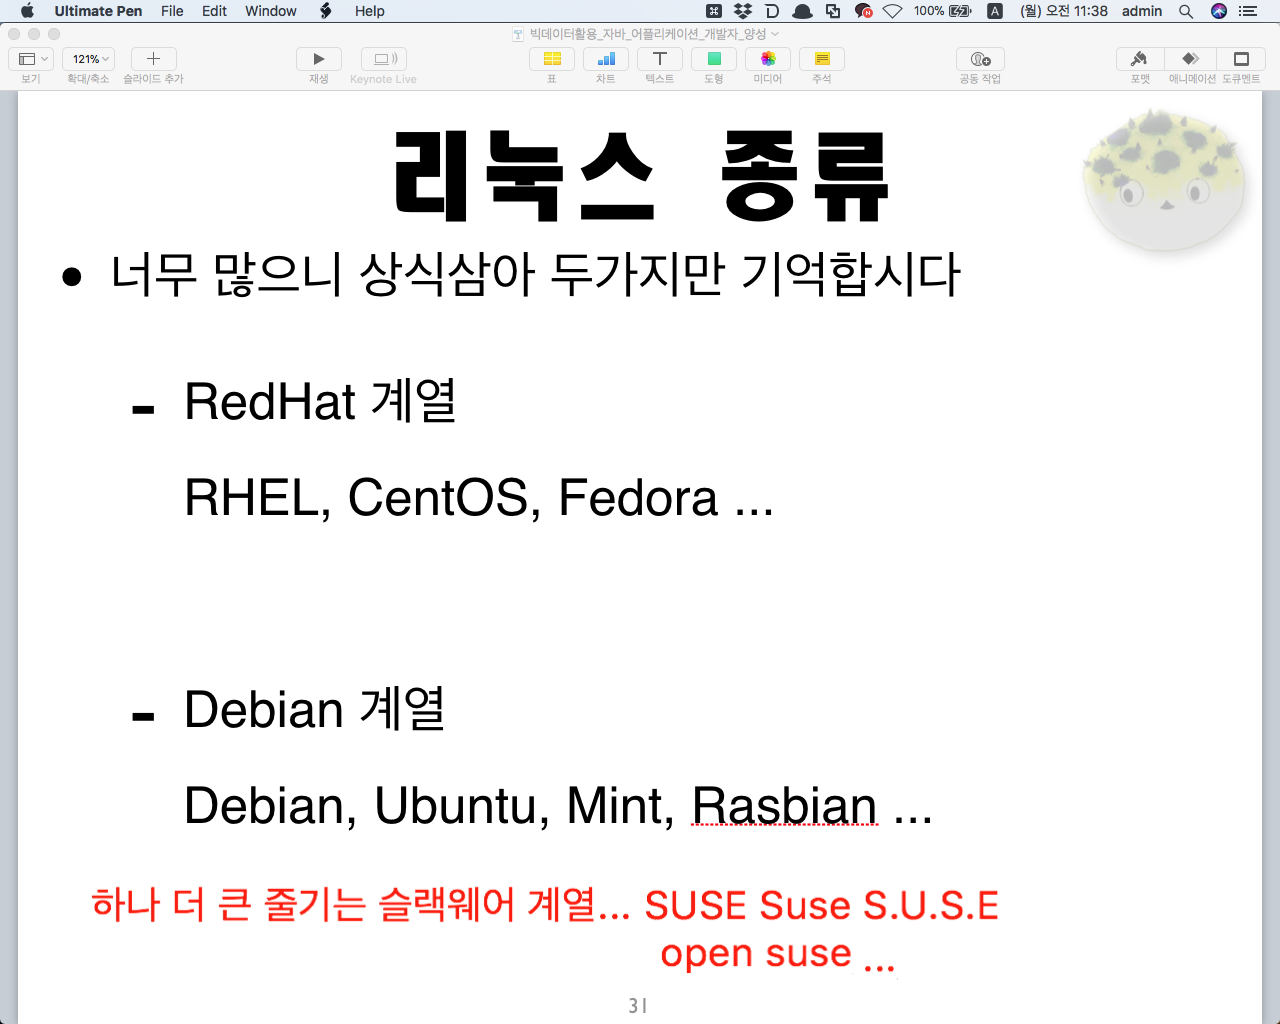 Ultimate Pen File Edit Window Help 100% A (월) 오전 11:38 admin
빅데이터활용_자바_어플리케이션_개발자_양성
121%
보기 확대/축소 슬라이드 추가 재생 Keynote Live 표 차트 텍스트 도형 미디어 주석 공동 작업 포맷 애니메이션 도큐멘트
리눅스 종류
• 너무 많으니 상식삼아 두가지만 기억합시다
- RedHat 계열
RHEL, CentOS, Fedora ...
- Debian 계열
Debian, Ubuntu, Mint, Rasbian ...
하나 더 큰 줄기는 슬랙웨어 계열... SUSE Suse S.U.S.E
open suse ...
31